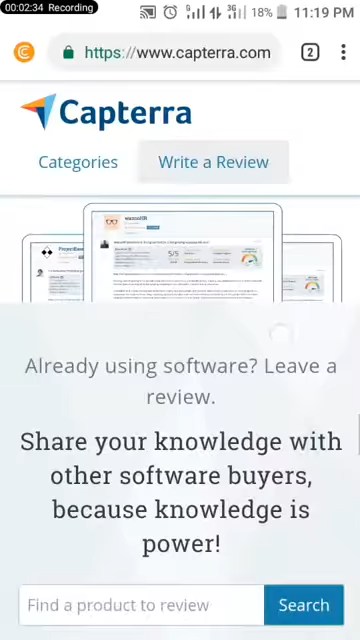 00:02:34 Recording
18% 11:19 PM
https://www.capterra.com
2
Capterra
Categories Write a Review
5/5
Already using software? Leave a
review.
Share your knowledge with
other software buyers,
because knowledge is
power!
Find a product to review Search